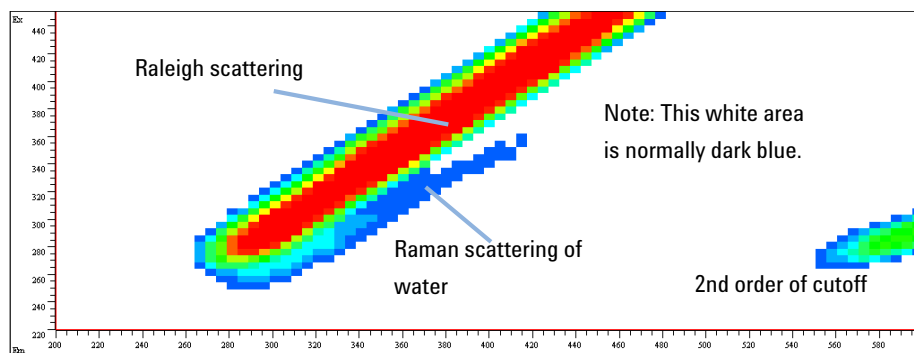 Ex
440
420
400
380
360
340
320
300
280
260
240
220
Em
200 220 240 260 280 300 320 340 360 380 400 420 440 460 480 500 520 540 560 580
Raleigh scattering
Note: This white area
is normally dark blue.
Raman scattering of
water
2nd order of cutoff